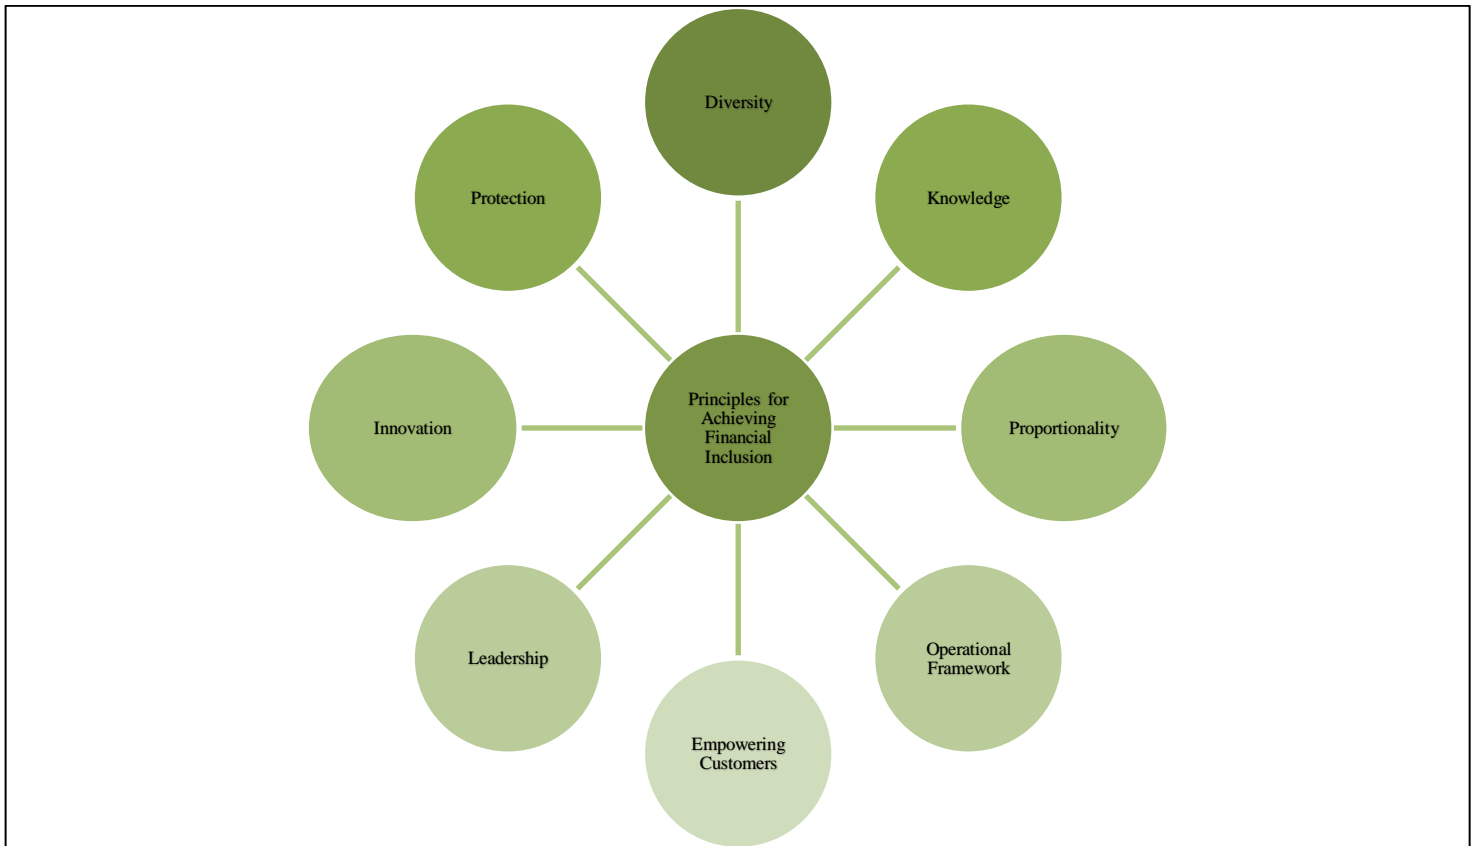 Diversity
Protection
Knowledge
Innovation
Principles for
Achieving
Financial
Inclusion
Proportionality
Leadership
Operational
Framework
Empowering
Customers